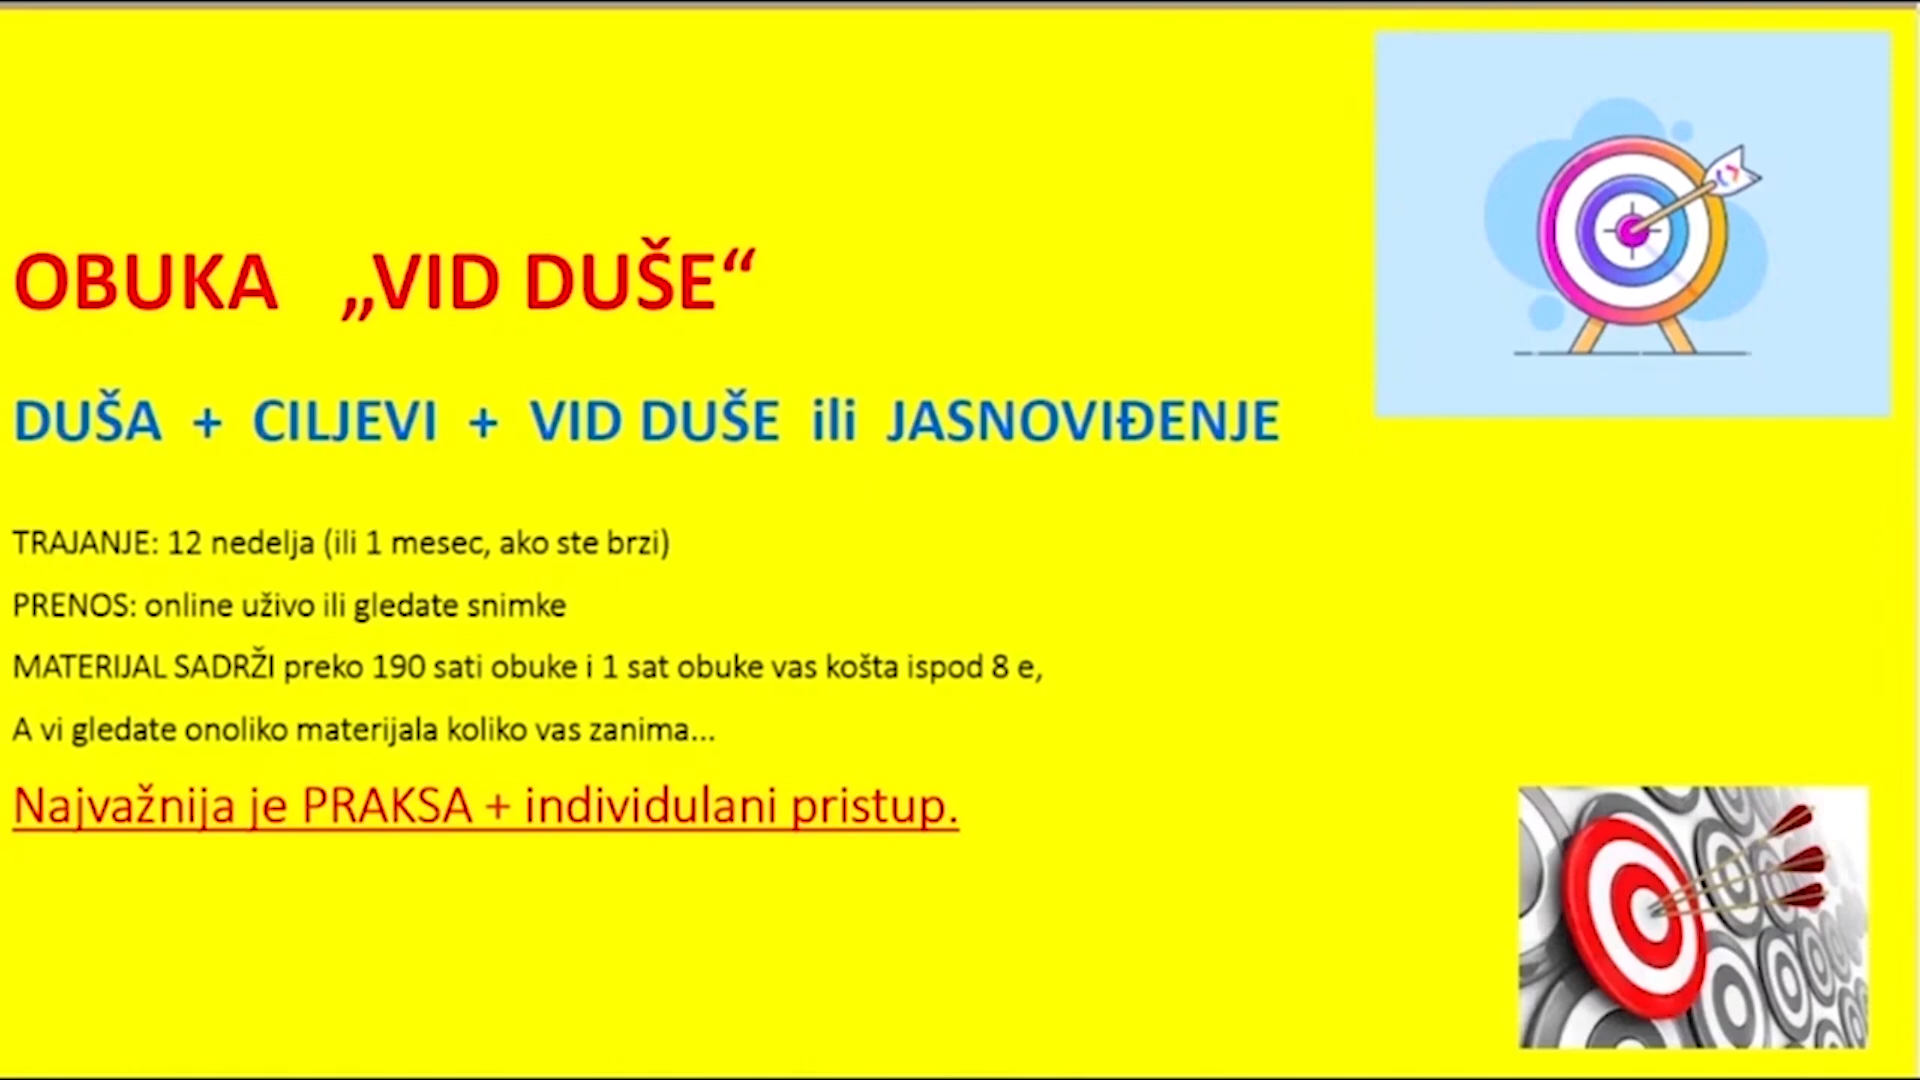 OBUKA „VID DUŠE“
DUŠA + CILJEVI + VID DUŠE ili JASNOVIĐENJE
TRAJANJE: 12 nedelja (ili 1 mesec, ako ste brzi)
PRENOS: online uživo ili gledate snimke
MATERIJAL SADRŽI preko 190 sati obuke i 1 sat obuke vas košta ispod 8 e,
A vi gledate onoliko materijala koliko vas zanima...
Najvažnija je PRAKSA + individulani pristup.